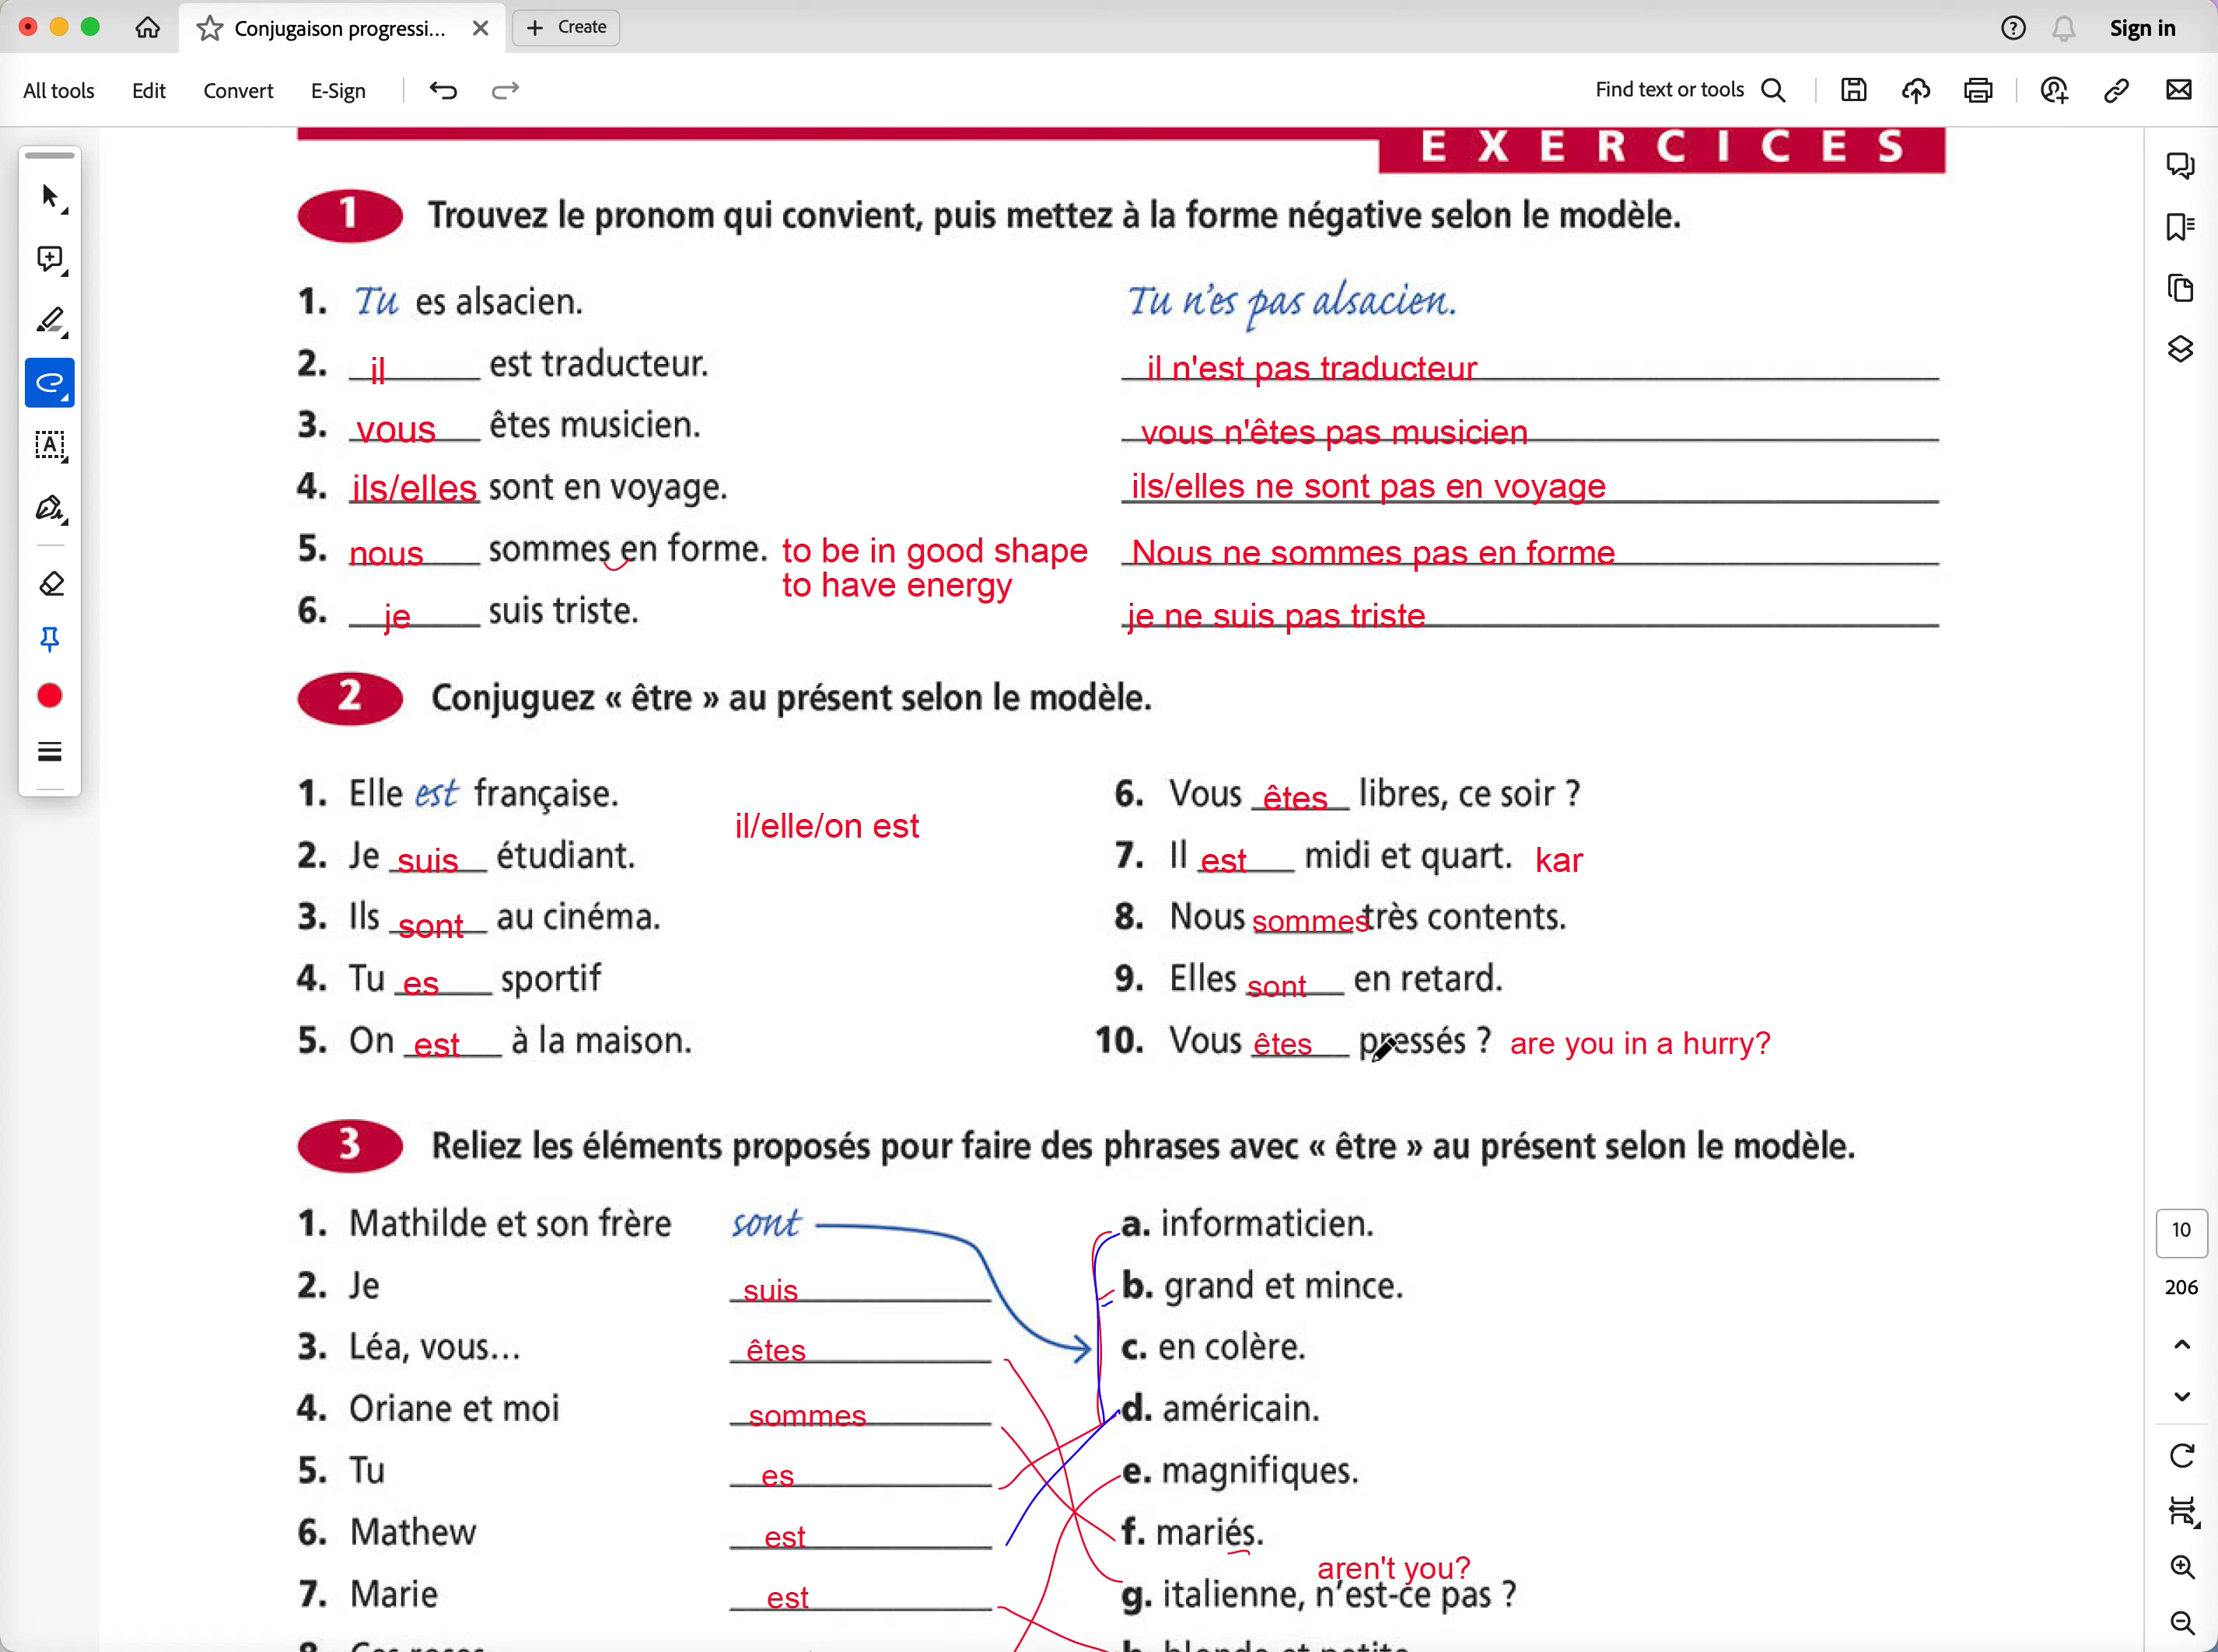 Conjugaison progressi...
Create
Sign in
All tools
Edit
Convert
E-Sign
Find text or tools
EXERCICES
1 Trouvez le pronom qui convient, puis mettez à la forme négative selon le modèle.
1. Tu es alsacien. Tu n'es pas alsacien.
2. il est traducteur. il n'est pas traducteur
3. vous êtes musicien. vous n'êtes pas musicien
4. ils/elles sont en voyage. ils/elles ne sont pas en voyage
5. nous sommes en forme. to be in good shape Nous ne sommes pas en forme
to have energy
6. je suis triste. je ne suis pas triste
2 Conjuguez « être » au présent selon le modèle.
1. Elle est française.
il/elle/on est
2. Je suis étudiant.
3. Ils sont au cinéma.
4. Tu es sportif
5. On est à la maison.
6. Vous êtes libres, ce soir ?
7. Il est midi et quart. kar
8. Nous sommes très contents.
9. Elles sont en retard.
10. Vous êtes pressés ? are you in a hurry?
3 Reliez les éléments proposés pour faire des phrases avec « être » au présent selon le modèle.
1. Mathilde et son frère sont
2. Je suis
3. Léa, vous... êtes
4. Oriane et moi sommes
5. Tu es
6. Mathew est
7. Marie est
a. informaticien.
b. grand et mince.
c. en colère.
d. américain.
e. magnifiques.
f. mariés.
aren't you?
g. italienne, n'est-ce pas ?
10
206